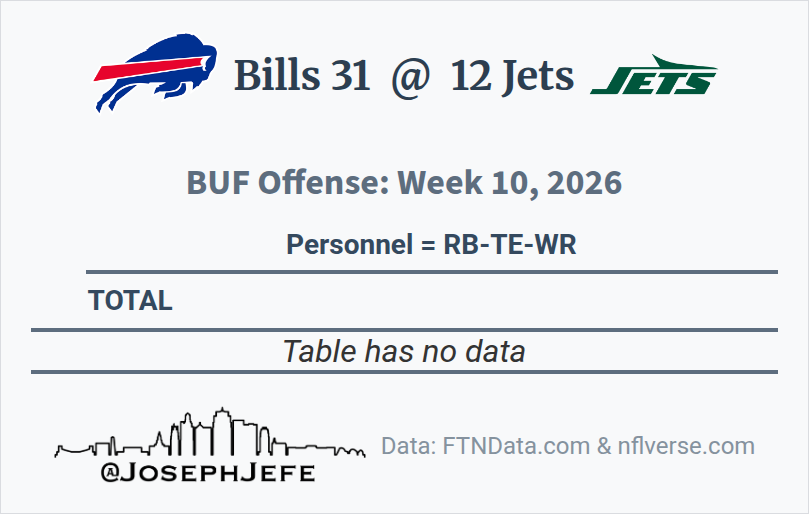 Bills 31 @ 12 Jets JETS
BUF Offense: Week 10, 2026
Personnel = RB-TE-WR
TOTAL
Table has no data
@JosephJefe
Data: FTNData.com & nflverse.com